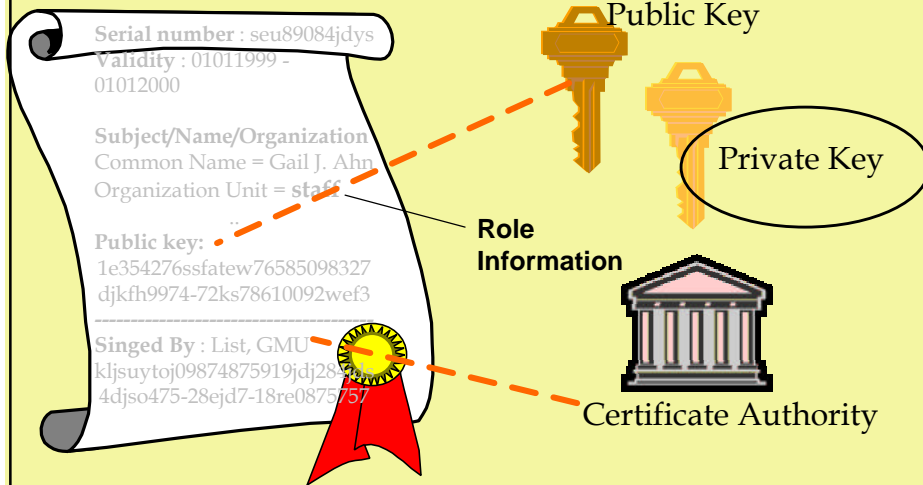 Serial number : seu89084jdys
Validity : 01011999 -
01012000
Subject/Name/Organization
Common Name = Gail J. Ahn
Organization Unit = staff
..
Public key:
1e354276ssfatew76585098327
djkfh9974-72ks78610092wef3
---------------------------------------
Singed By : List, GMU
kljsuytoj09874875919jdj284jds
4djso475-28ejd7-18re0875757
Public Key
Private Key
Role
Information
Certificate Authority